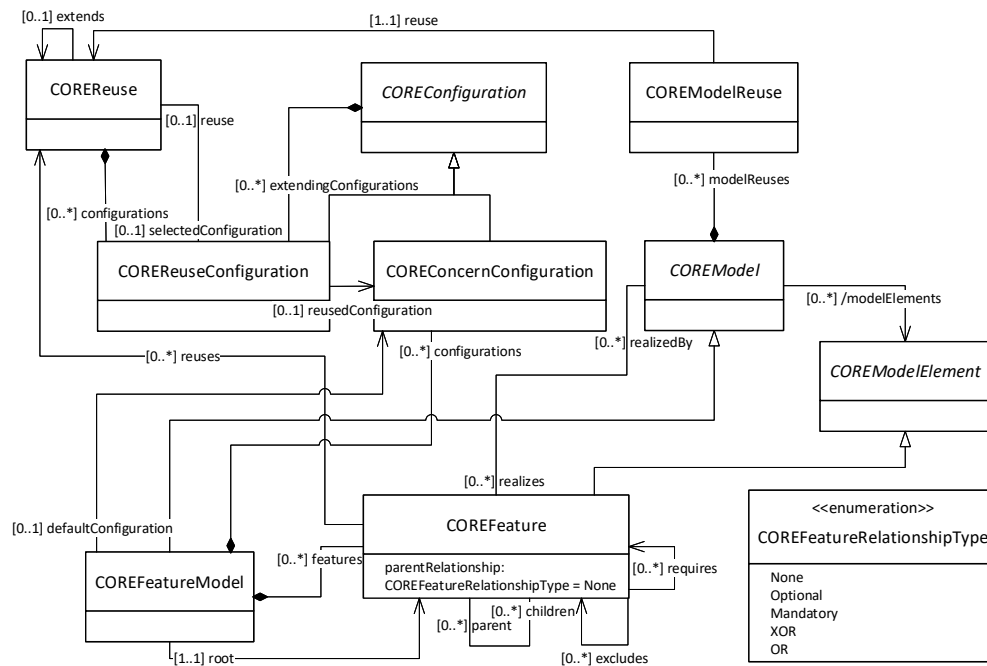 [0..1] extends
[1..1] reuse
COREReuse
COREConfiguration
COREModelReuse
[0..1] reuse
[0..*] extendingConfigurations
[0..*] modelReuses
[0..*] configurations
[0..1] selectedConfiguration
COREReuseConfiguration
COREConcernConfiguration
COREModel
[0..1] reusedConfiguration
[0..*] /modelElements
[0..*] realizedBy
[0..*] reuses
[0..*] configurations
COREModelElement
[0..*] realizes
<<enumeration>>
COREFeatureRelationshipType
None
Optional
Mandatory
XOR
OR
[0..1] defaultConfiguration
COREFeature
[0..*] features
parentRelationship:
COREFeatureRelationshipType = None
[0..*] requires
COREFeatureModel
[0..*] children
[0..*] parent
[1..1] root
[0..*] excludes